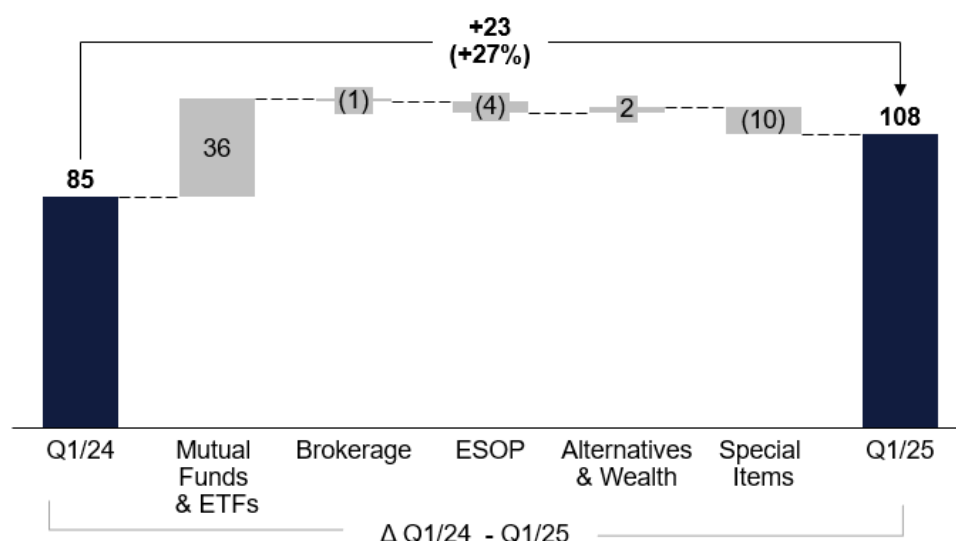 +23
(+27%)
85
36
(1)
(4)
2
(10)
108
Q1/24
Mutual
Funds
& ETFs
Brokerage
ESOP
Alternatives
& Wealth
Special
Items
Q1/25
Δ Q1/24 - Q1/25